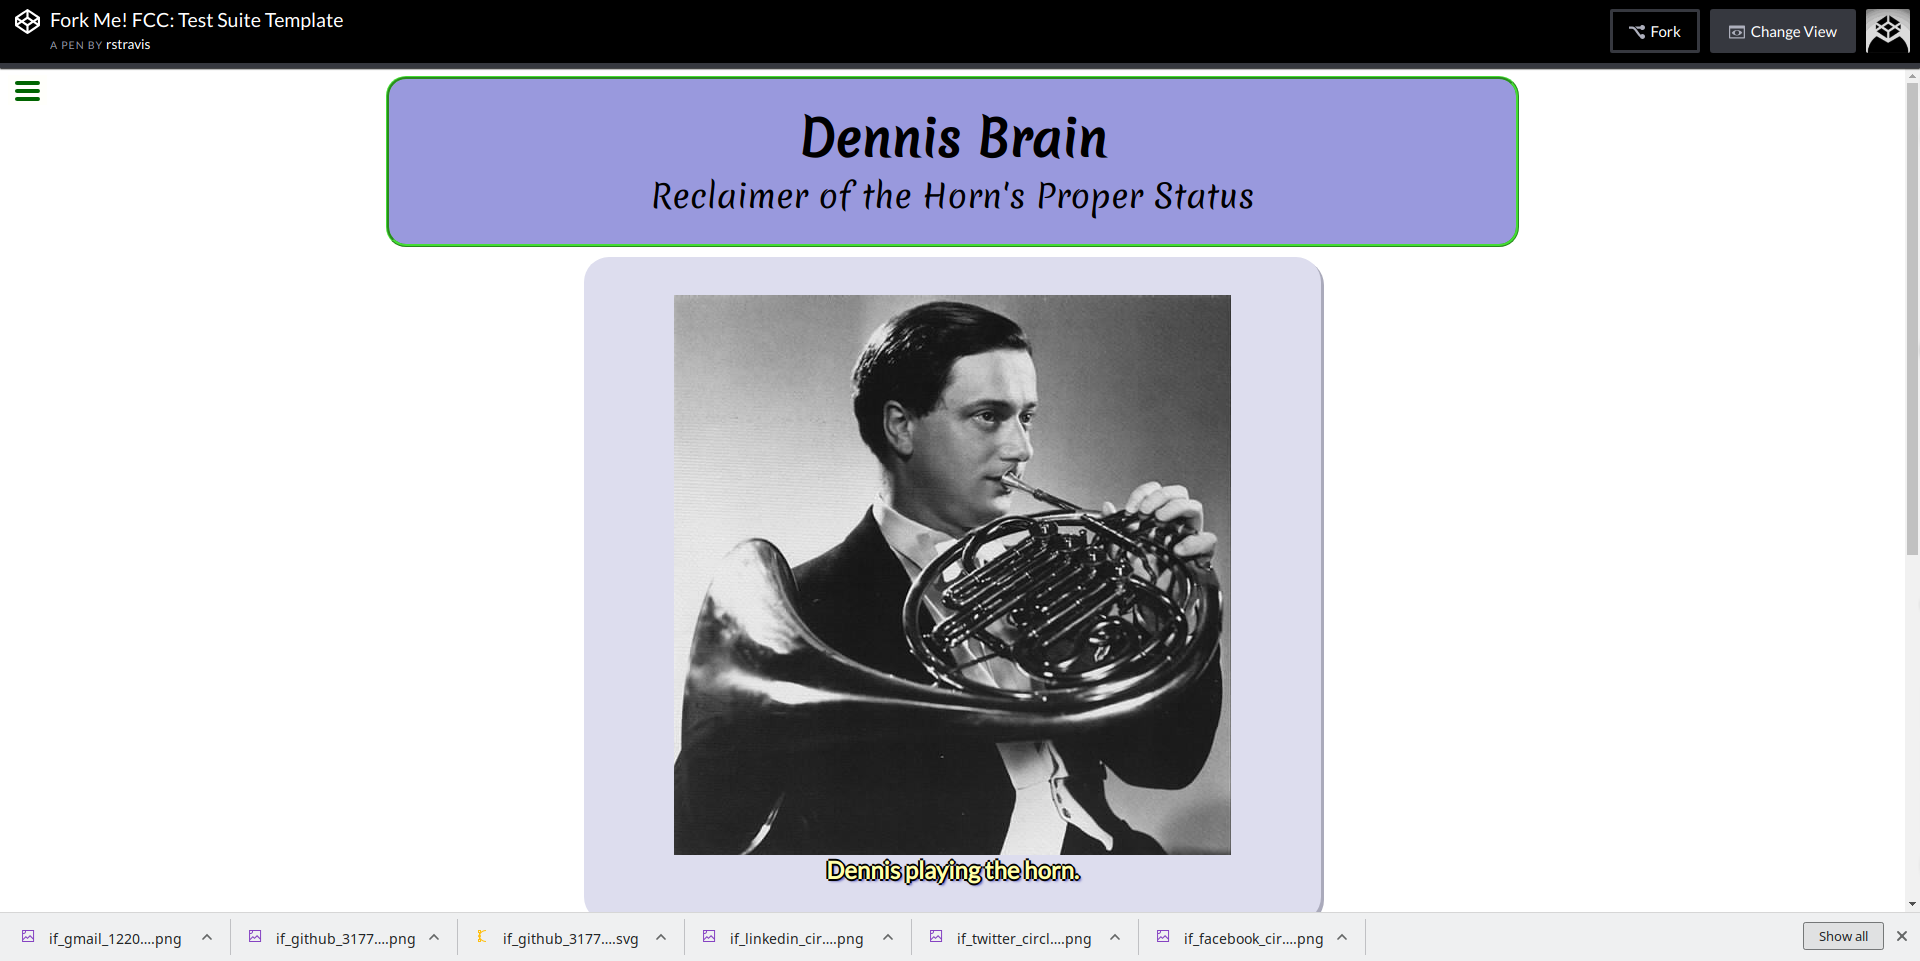 Fork Me! FCC: Test Suite Template
A PEN BY rstravis
Fork
Change View
Dennis Brain
Reclaimer of the Horn's Proper Status
Dennis playing the horn.
if_gmail_1220....png
if_github_3177....png
if_github_3177....svg
if_linkedin_cir....png
if_twitter_circl....png
if_facebook_cir....png
Show all